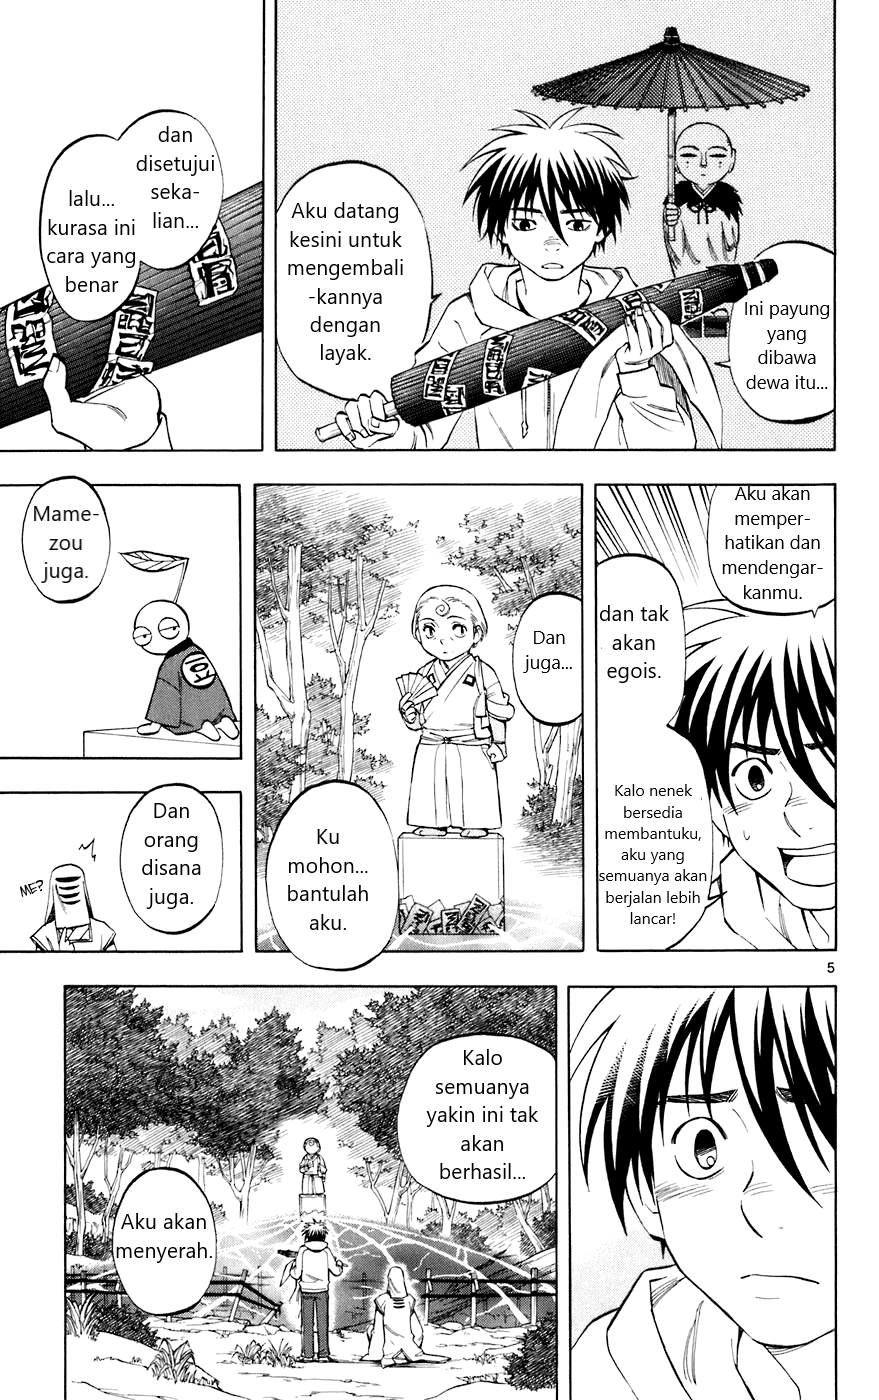 Ini payung
yang
dibawa
dewa itu...
Aku datang
kesini untuk
mengembali
-kannya
dengan
layak.
dan
disetujui
seka-
lian...
lalu...
kurasa ini
cara yang
benar
Aku akan
memper-
hatikan dan
mendengar-
kanmu.
dan tak
akan
egois.
Kalo nenek
bersedia
membantuku,
aku yang
semuanya akan
berjalan lebih
lancar!
Dan
juga...
Ku
mohon...
bantulah
aku.
Mame-
zou
juga.
Dan
orang
disana
juga.
ME?
5
Kalo
semuanya
yakin ini tak
akan
berhasil...
Aku akan
menyerah.